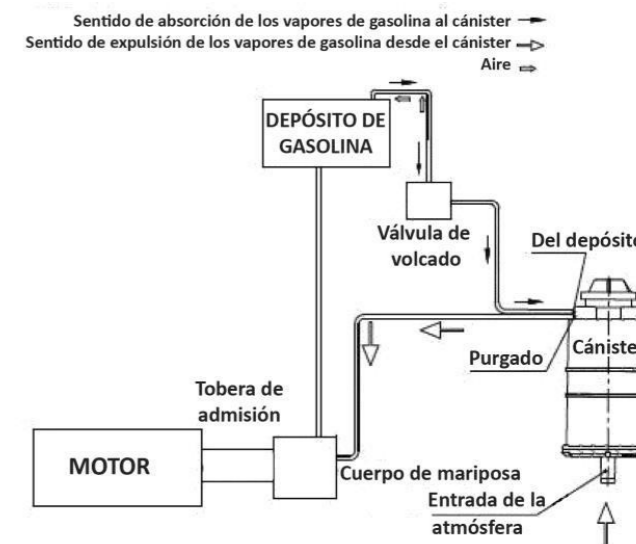 Sentido de absorción de los vapores de gasolina al cánister
Sentido de expulsión de los vapores de gasolina desde el cánister
Aire
DEPÓSITO DE
GASOLINA
Válvula de
volcado
Del depósito
Purgado
Cániste
Tobera de
admisión
MOTOR
Cuerpo de mariposa
Entrada de la
atmósfera